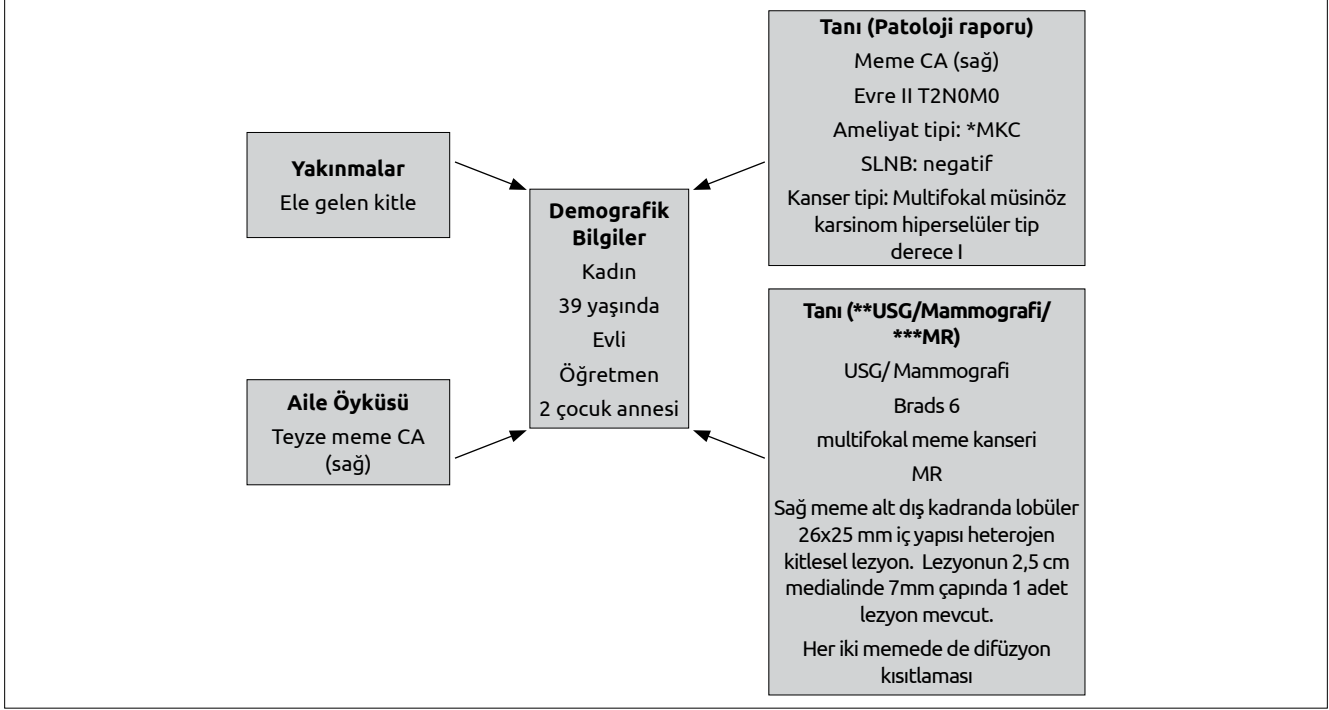 Yakınmalar
Ele gelen kitle
Aile Öyküsü
Teyze meme CA
(sağ)
Demografik
Bilgiler
Kadın
39 yaşında
Evli
Öğretmen
2 çocuk annesi
Tanı (Patoloji raporu)
Meme CA (sağ)
Evre II T2N0M0
Ameliyat tipi: *MKC
SLNB: negatif
Kanser tipi: Multifokal müsinöz
karsinom hiperselüler tip
derece I
Tanı (**USG/Mammografi/
***MR)
USG/ Mammografi
Brads 6
multifokal meme kanseri
MR
Sağ meme alt dış kadranda lobüler
26x25 mm iç yapısı heterojen
kitlesel lezyon. Lezyonun 2,5 cm
medialinde 7mm çapında 1 adet
lezyon mevcut.
Her iki memede de difüzyon
kısıtlaması